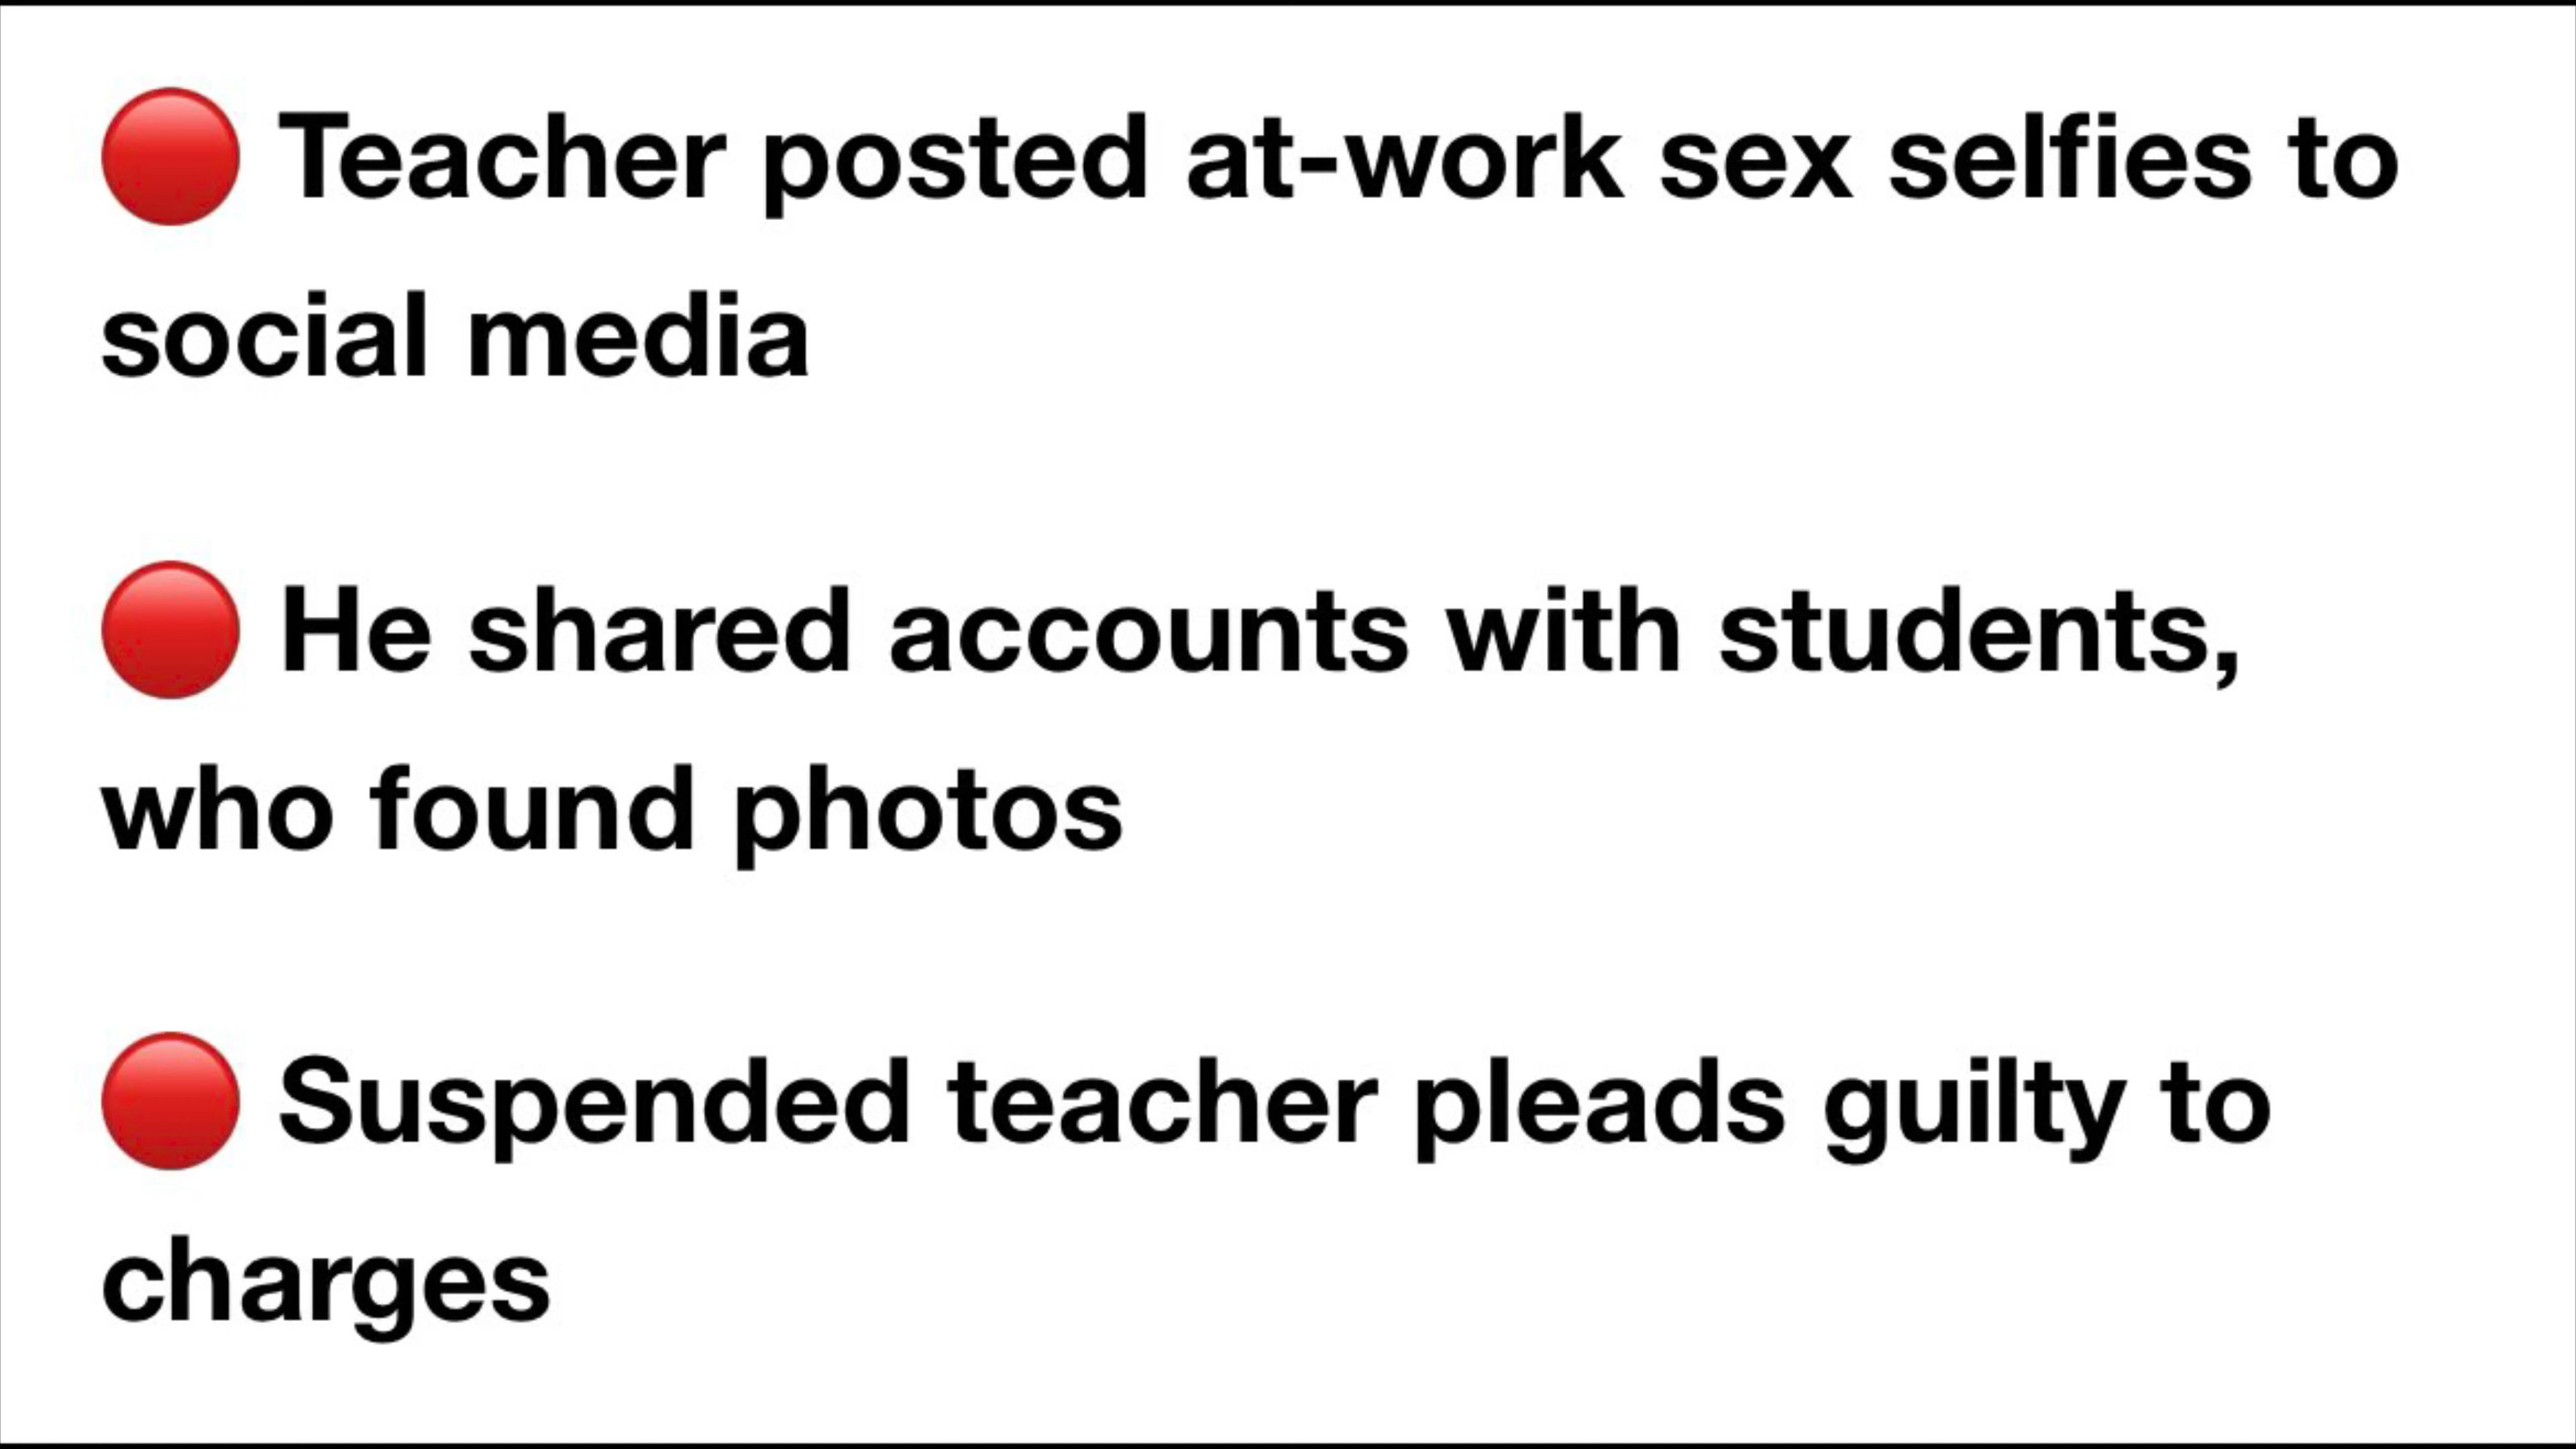 🔴 Teacher posted at-work sex selfies to
social media
🔴 He shared accounts with students,
who found photos
🔴 Suspended teacher pleads guilty to
charges